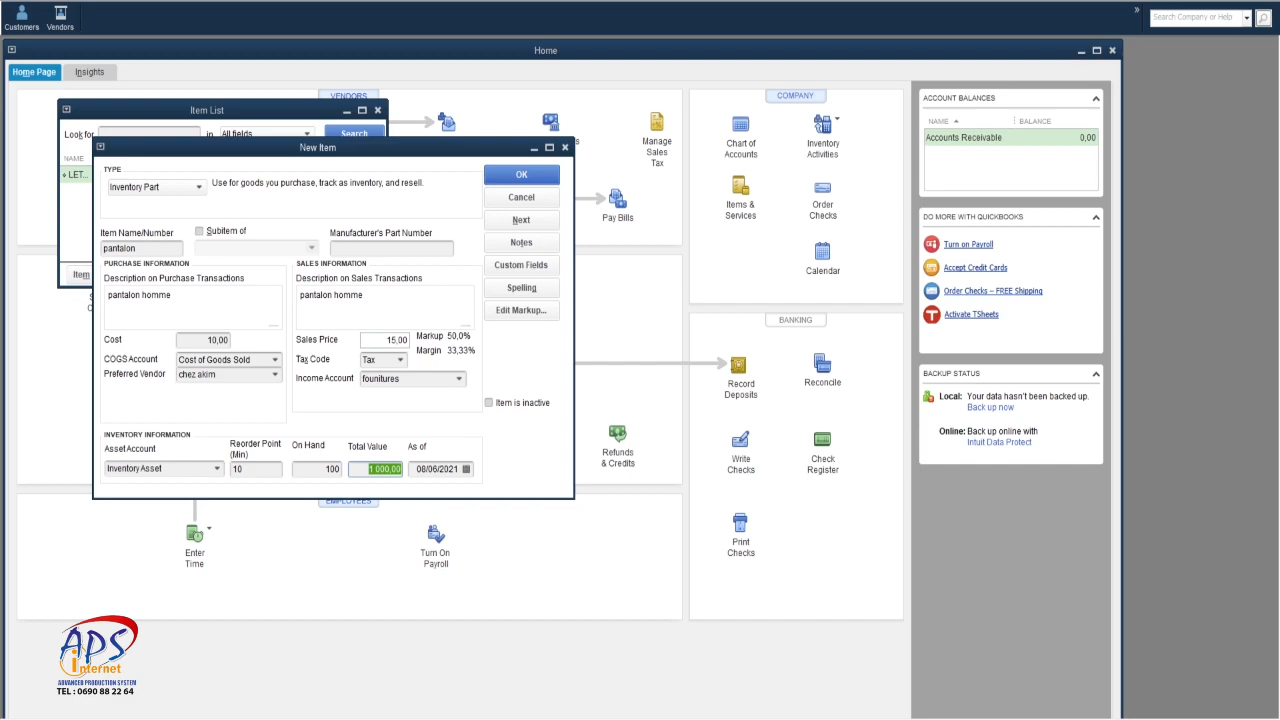 Customers
Vendors
»
Search Company or Help
Home
Home Page
Insights
VENDORS
Item List
Look for
in
All fields
Search
NAME
LET...
Item
New Item
TYPE
Inventory Part
Use for goods you purchase, track as inventory, and resell.
OK
Cancel
Next
Notes
Custom Fields
Spelling
Edit Markup...
Item Name/Number
Subitem of
Manufacturer's Part Number
pantalon
PURCHASE INFORMATION
Description on Purchase Transactions
pantalon homme
Cost
10,00
COGS Account
Cost of Goods Sold
Preferred Vendor
chez akim
SALES INFORMATION
Description on Sales Transactions
pantalon homme
Sales Price
15,00
Markup 50,0%
Margin 33,33%
Tax Code
Tax
Income Account
founitures
Item is inactive
INVENTORY INFORMATION
Asset Account
Reorder Point
(Min)
On Hand
Total Value
As of
Inventory Asset
10
100
1 000,00
08/06/2021
Manage
Sales
Tax
Pay Bills
Refunds
& Credits
EMPLOYEES
Enter
Time
Turn On
Payroll
COMPANY
Chart of
Accounts
Inventory
Activities
Items &
Services
Order
Checks
Calendar
BANKING
Record
Deposits
Reconcile
Write
Checks
Check
Register
Print
Checks
ACCOUNT BALANCES
NAME
BALANCE
Accounts Receivable
0,00
DO MORE WITH QUICKBOOKS
Turn on Payroll
Accept Credit Cards
Order Checks – FREE Shipping
T
Activate TSheets
BACKUP STATUS
Local: Your data hasn't been backed up.
Back up now
Online: Back up online with
Intuit Data Protect
APS
internet
ADVANCED PRODUCTION SYSTEM
TEL : 0690 88 22 64